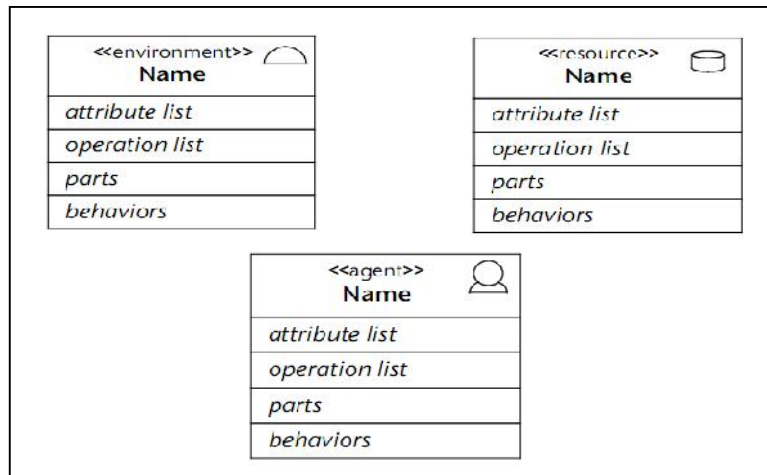 <<environment>>
Name
attribute list
operation list
parts
behaviors
<<resource>>
Name
attribute list
operation list
parts
behaviors
<<agent>>
Name
attribute list
operation list
parts
behaviors